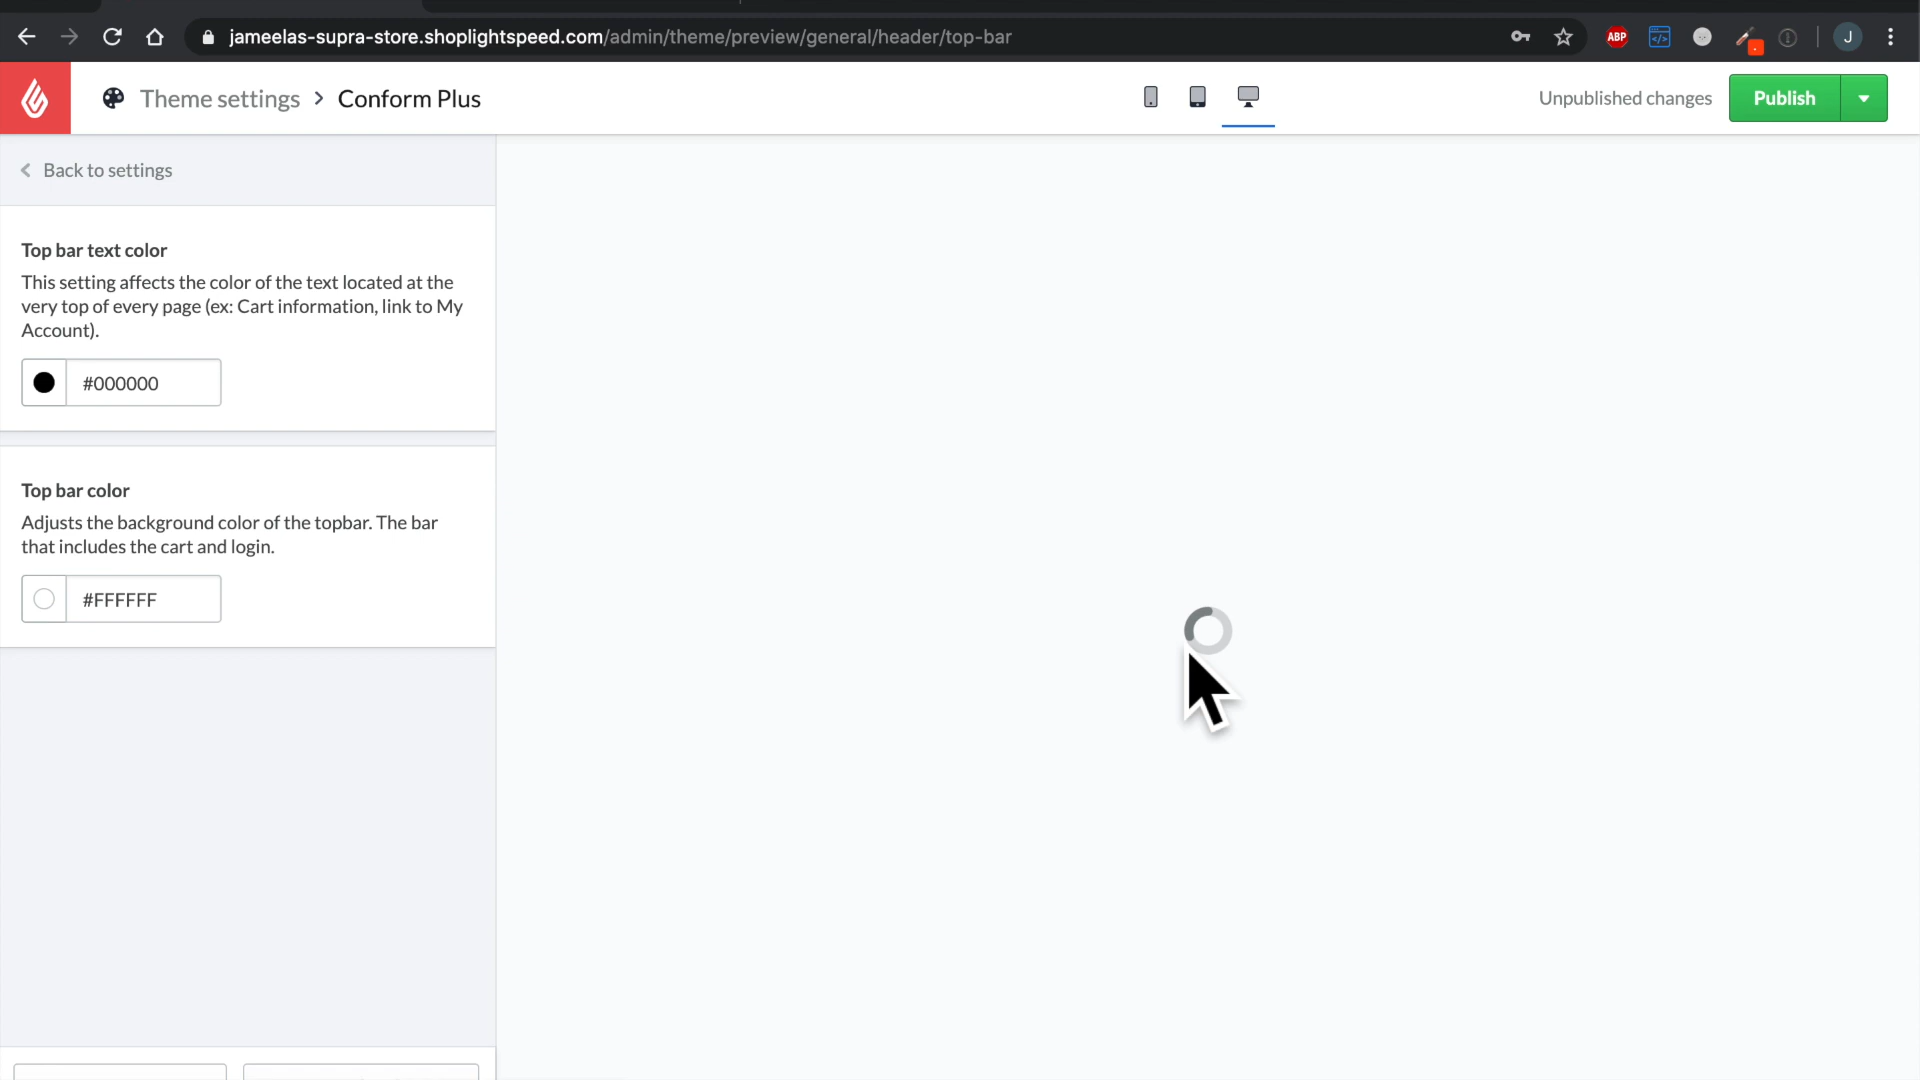 jameelas-supra-store.shoplightspeed.com/admin/theme/preview/general/header/top-bar
ABP
J
Theme settings > Conform Plus
Unpublished changes
Publish
Back to settings
Top bar text color
This setting affects the color of the text located at the
very top of every page (ex: Cart information, link to My
Account).
#000000
Top bar color
Adjusts the background color of the topbar. The bar
that includes the cart and login.
#FFFFFF